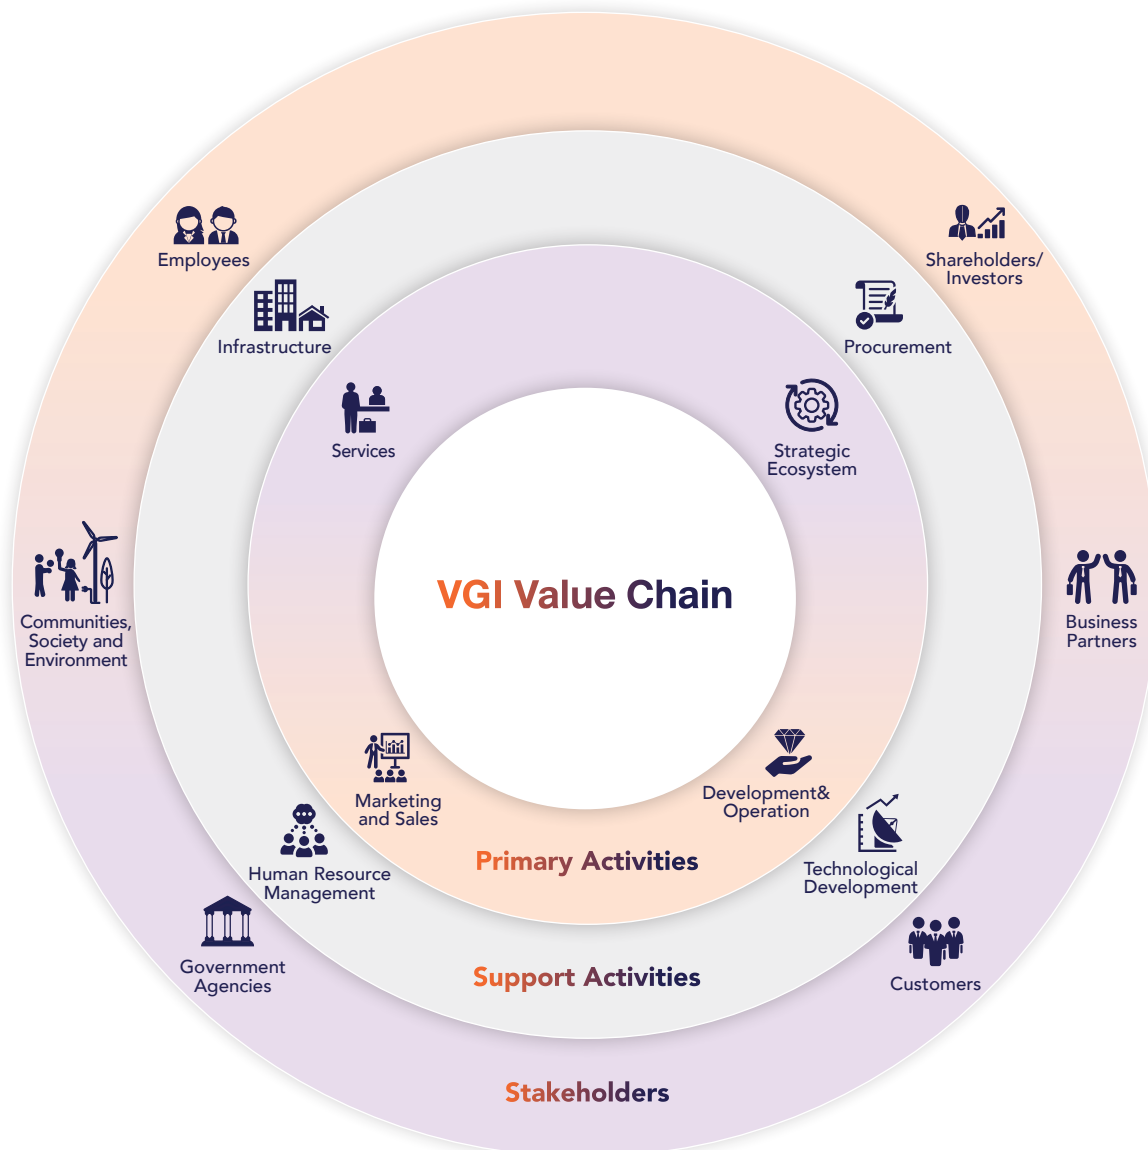 Employees
Shareholders/
Investors
Infrastructure
Procurement
Services
Strategic
Ecosystem
VGI Value Chain
Communities,
Society and
Environment
Business
Partners
Marketing
and Sales
Development&
Operation
Primary Activities
Human Resource
Management
Technological
Development
Government
Agencies
Support Activities
Customers
Stakeholders